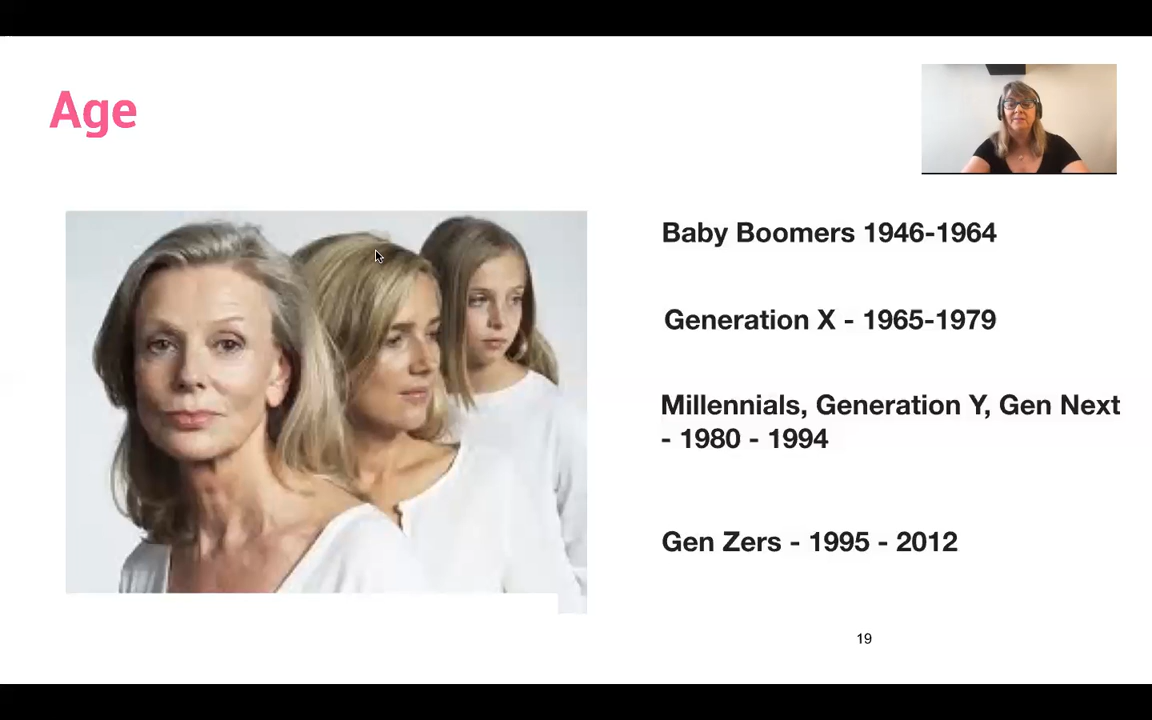 Age
Baby Boomers 1946-1964
Generation X - 1965-1979
Millennials, Generation Y, Gen Next
- 1980 - 1994
Gen Zers - 1995 - 2012
19